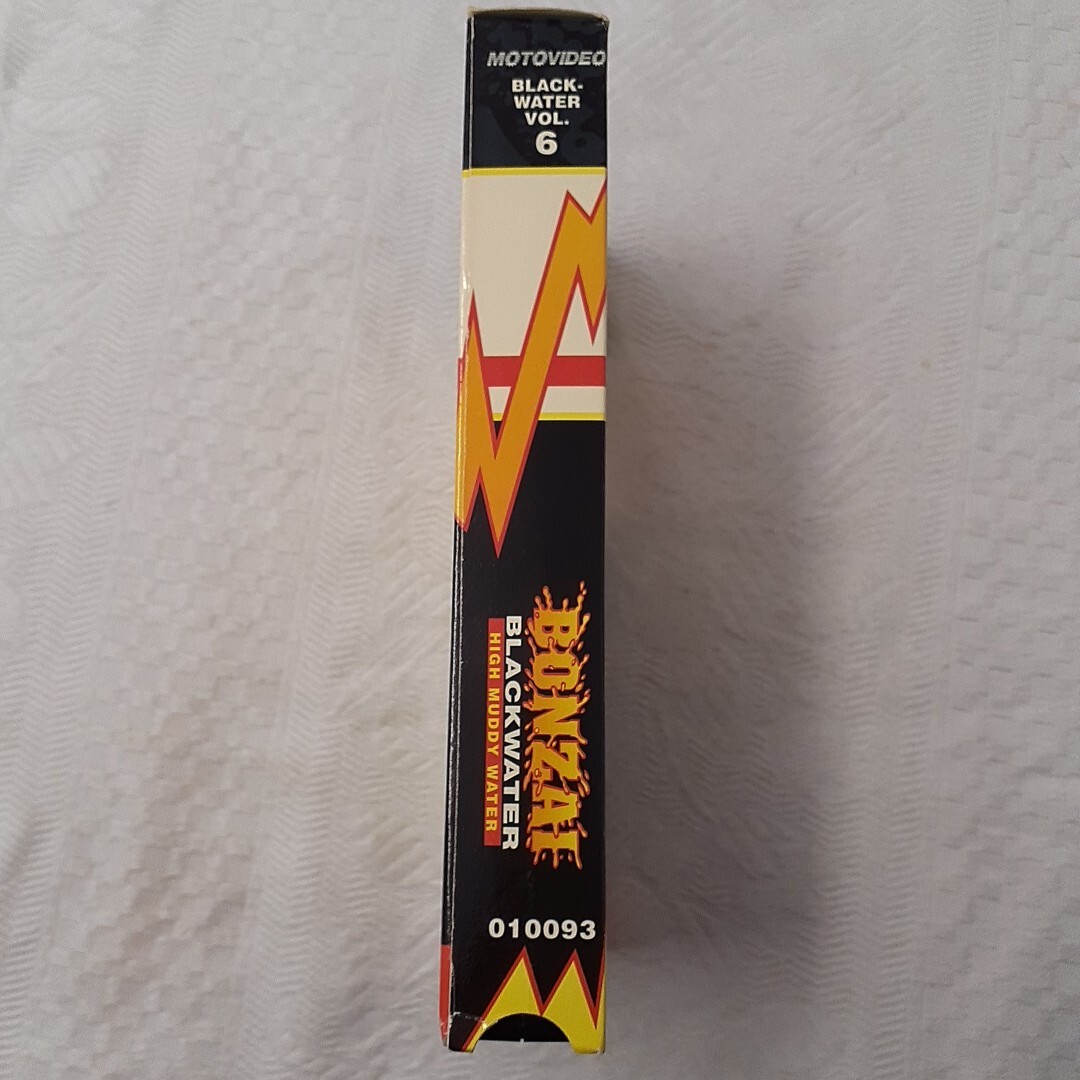 MOTOVIDEO
BLACK-
WATER
VOL.
6
BONZAI
BLACKWATER
HIGH MUDDY WATER
010093